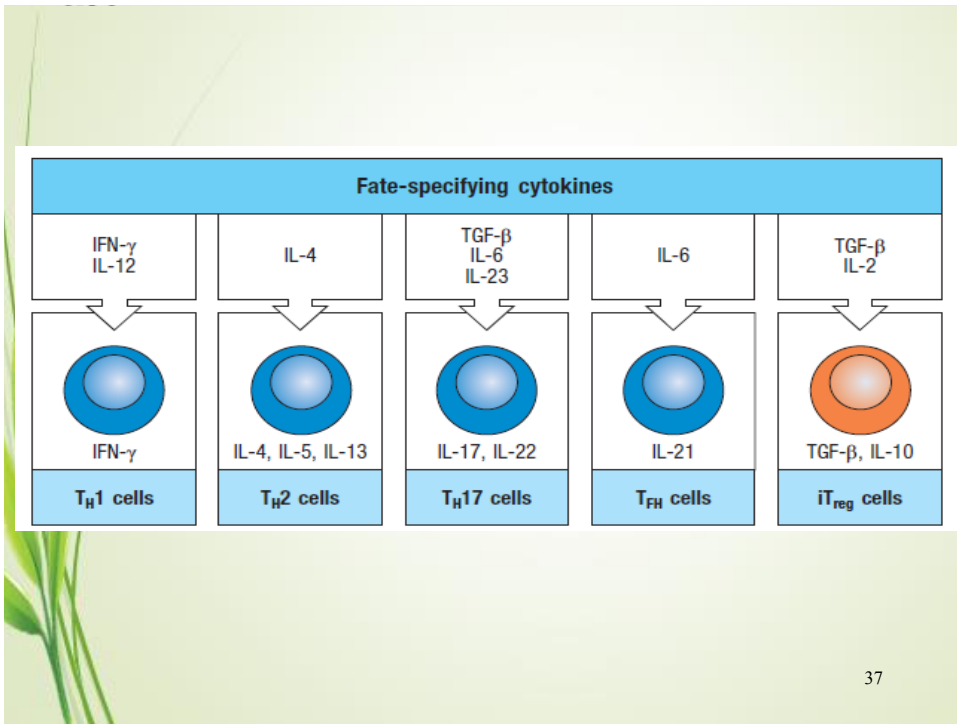 Fate-specifying cytokines
IFN-γ
IL-12
IL-4
TGF-β
IL-6
IL-23
IL-6
TGF-β
IL-2
IFN-γ
IL-4, IL-5, IL-13
IL-17, IL-22
IL-21
TGF-β, IL-10
TH1 cells
TH2 cells
TH17 cells
TFH cells
iTreg cells
37